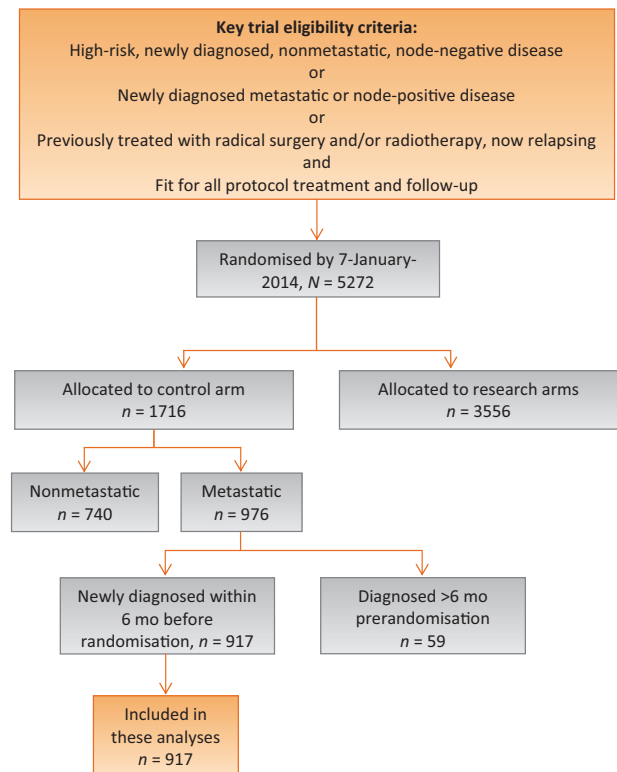 Key trial eligibility criteria:
High-risk, newly diagnosed, nonmetastatic, node-negative disease
or
Newly diagnosed metastatic or node-positive disease
or
Previously treated with radical surgery and/or radiotherapy, now relapsing
and
Fit for all protocol treatment and follow-up
Randomised by 7-January-
2014, N = 5272
Allocated to control arm
n = 1716
Allocated to research arms
n = 3556
Nonmetastatic
n = 740
Metastatic
n = 976
Newly diagnosed within
6 mo before
randomisation, n = 917
Diagnosed >6 mo
prerandomisation
n = 59
Included in
these analyses
n = 917